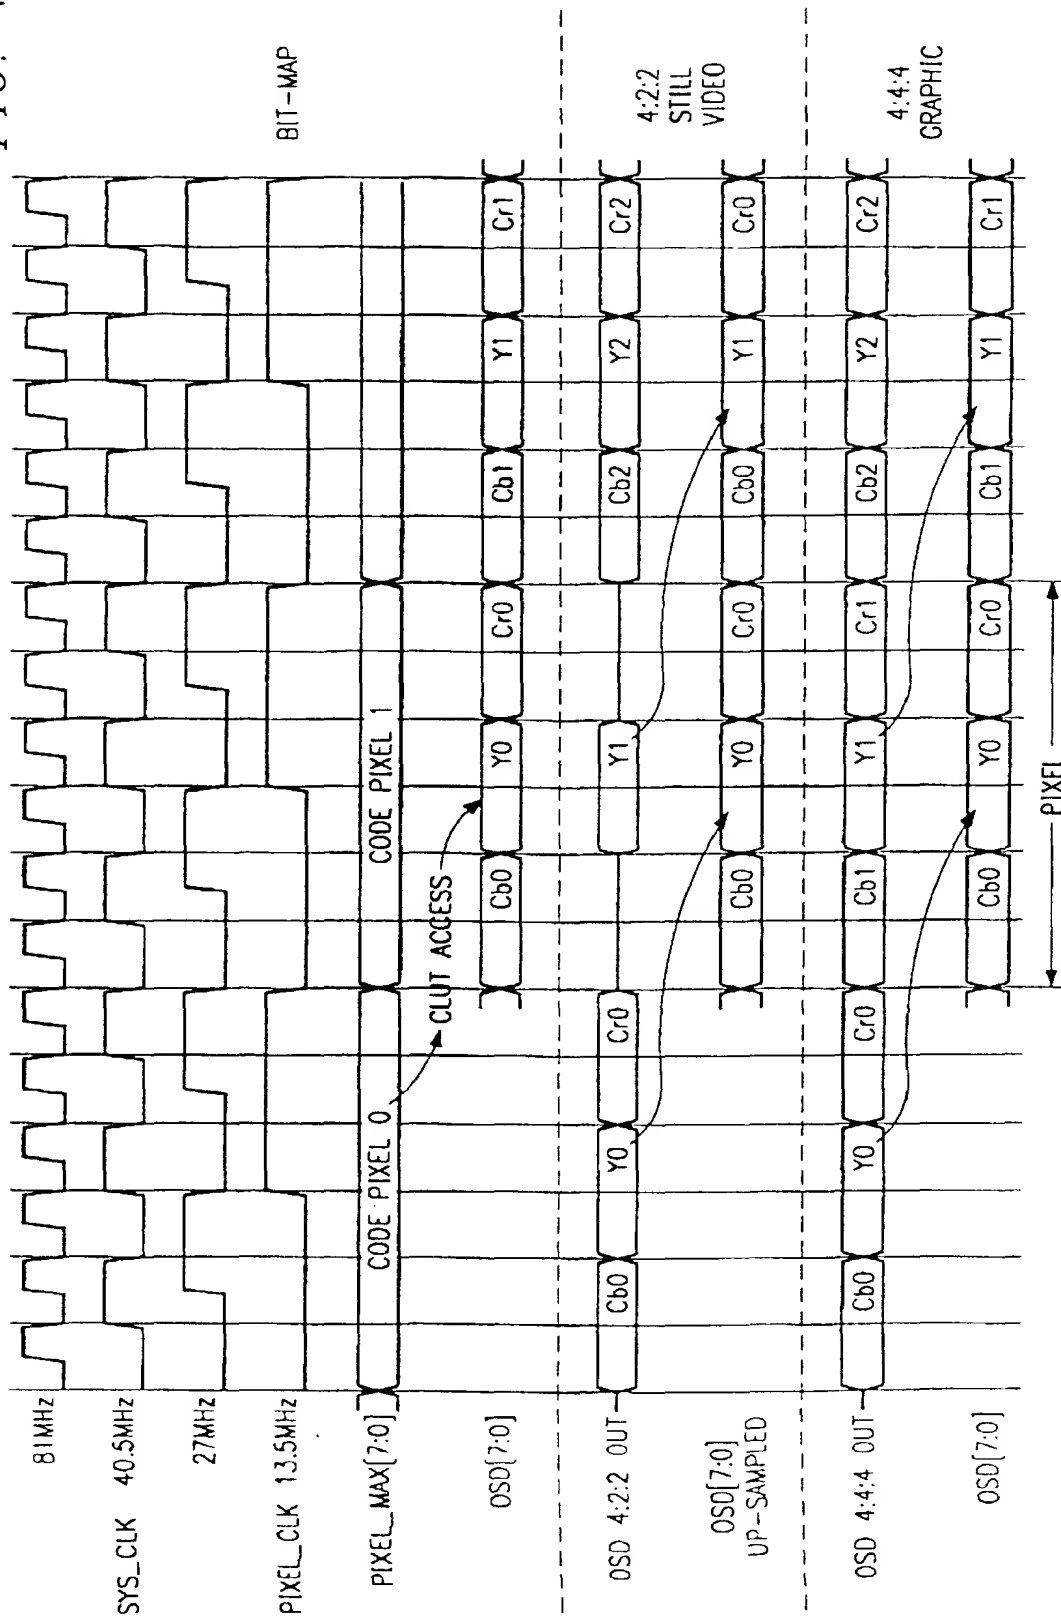 81MHz
SYS_CLK 40.5MHz
27MHz
PIXEL_CLK 13.5MHz
PIXEL_MAX[7:0] CODE PIXEL 0 CODE PIXEL 1
CLUT ACCESS
OSD[7:0] Cb0 Y0 Cr0 Cb1 Y1 Cr1
BIT-MAP
OSD 4:2:2 OUT Cb0 Y0 Cr0 Y1 Cb2 Y2 Cr2
4:2:2
STILL
VIDEO
OSD[7:0]
UP-SAMPLED
Cb0 Y0 Cr0 Cb0 Y1 Cr0
OSD 4:4:4 OUT Cb0 Y0 Cr0 Cb1 Y1 Cr1 Cb2 Y2 Cr2
4:4:4
GRAPHIC
OSD[7:0] Cb0 Y0 Cr0 Cb1 Y1 Cr1
PIXEL